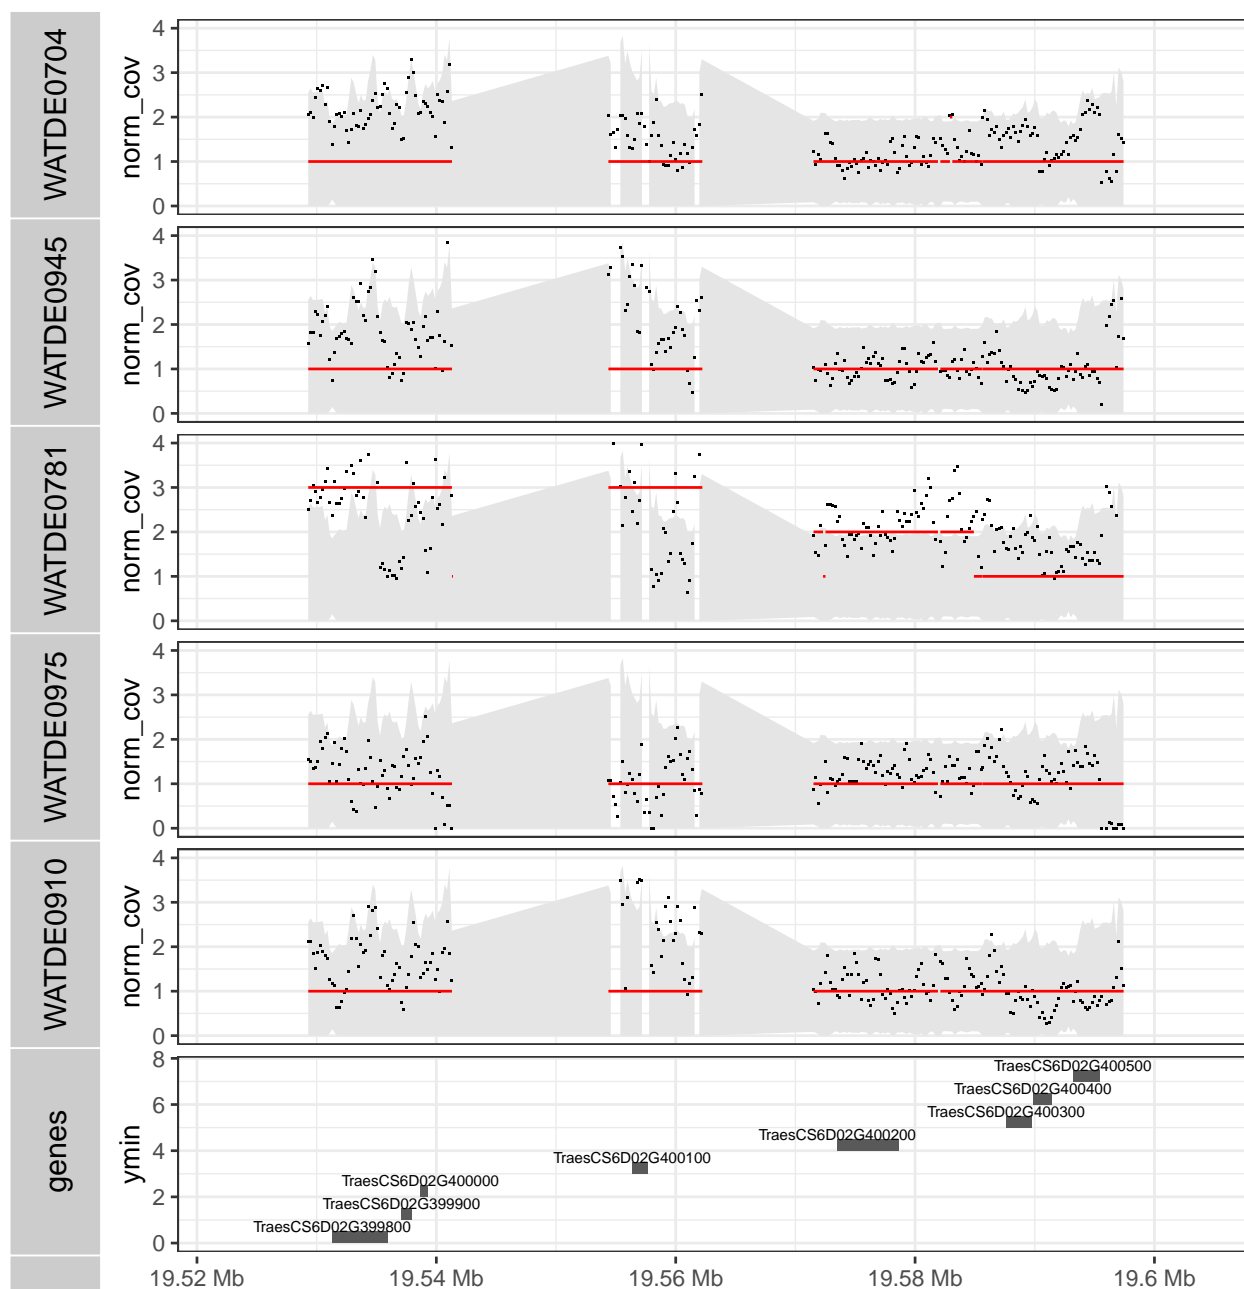 WATDE0704
norm_cov
4
3
2
1
0
WATDE0945
norm_cov
4
3
2
1
0
WATDE0781
norm_cov
4
3
2
1
0
WATDE0975
norm_cov
4
3
2
1
0
WATDE0910
norm_cov
4
3
2
1
0
genes
ymin
8
6
4
2
0
TraesCS6D02G400500
TraesCS6D02G400400
TraesCS6D02G400300
TraesCS6D02G400200
TraesCS6D02G400100
TraesCS6D02G400000
TraesCS6D02G399900
TraesCS6D02G399800
19.52 Mb 19.54 Mb 19.56 Mb 19.58 Mb 19.6 Mb